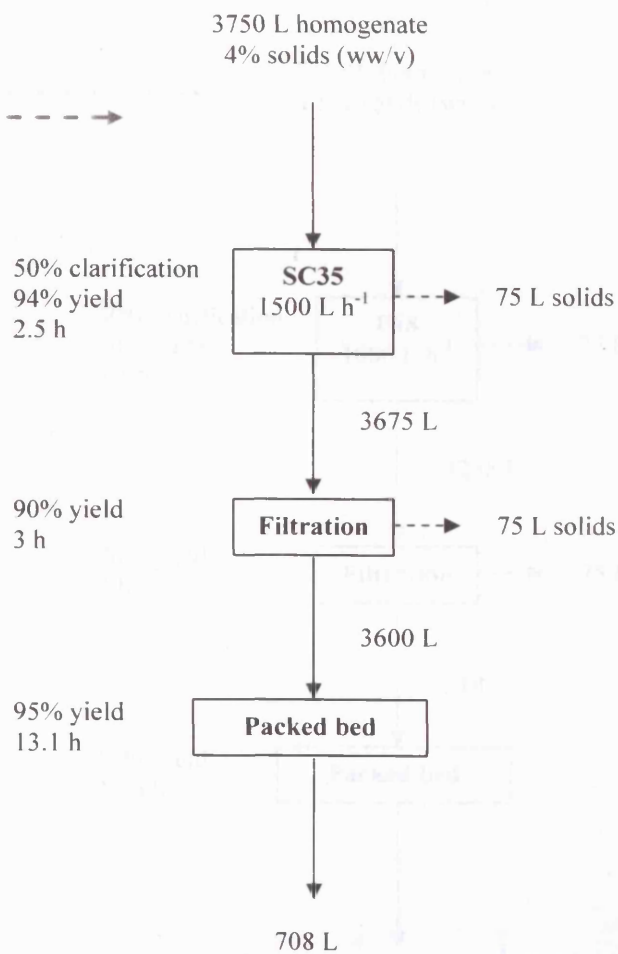 3750 L homogenate
4% solids (ww/v)
50% clarification
94% yield
2.5 h
SC35
1500 L h⁻¹
75 L solids
3675 L
90% yield
3 h
Filtration
75 L solids
3600 L
95% yield
13.1 h
Packed bed
708 L